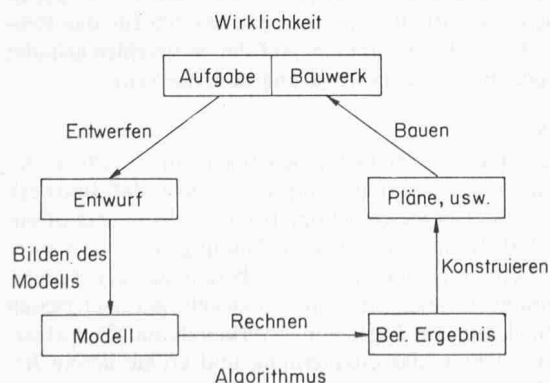 Wirklichkeit
Aufgabe Bauwerk
Entwerfen Bauen
Entwurf Pläne, usw.
Bilden des
Modells
Konstruieren
Rechnen
Modell Ber. Ergebnis
Algorithmus